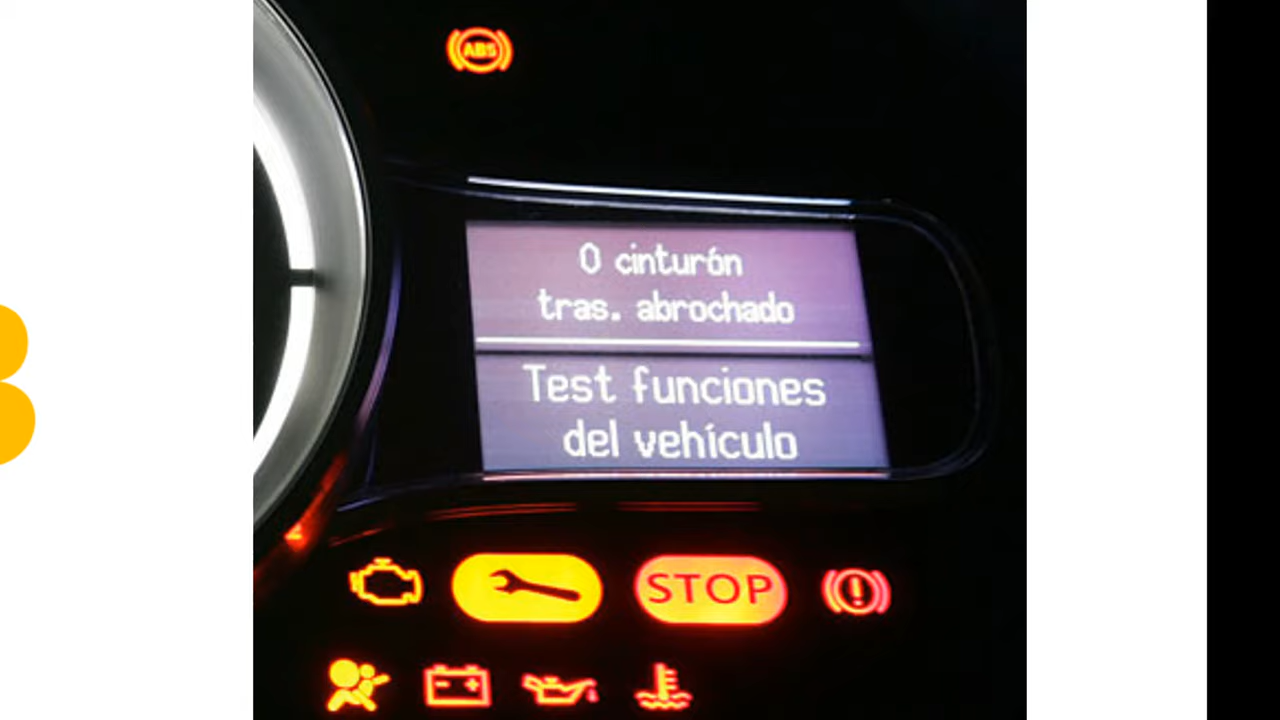 ABS
0 cinturón
tras. abrochado
Test funciones
del vehículo
STOP